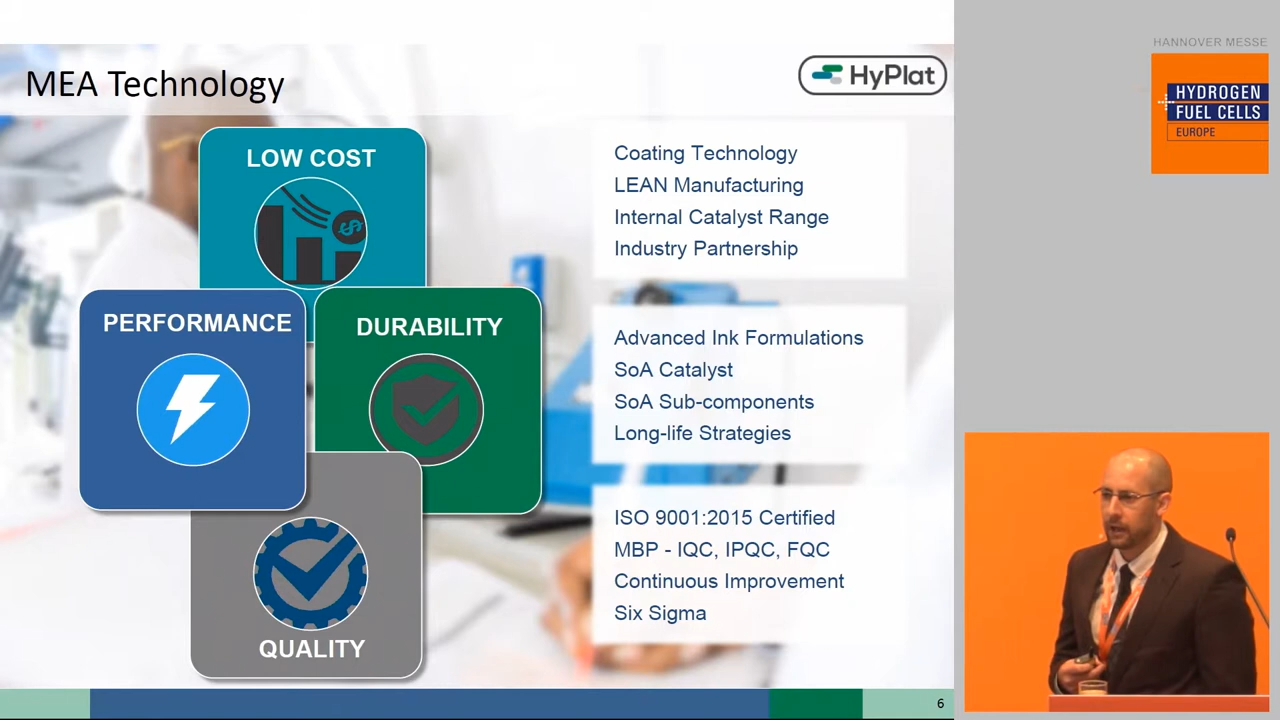 MEA Technology
HyPlat
LOW COST
$
PERFORMANCE
DURABILITY
QUALITY
Coating Technology
LEAN Manufacturing
Internal Catalyst Range
Industry Partnership
Advanced Ink Formulations
SoA Catalyst
SoA Sub-components
Long-life Strategies
ISO 9001:2015 Certified
MBP - IQC, IPQC, FQC
Continuous Improvement
Six Sigma
6
HANNOVER MESSE
HYDROGEN
FUEL CELLS
EUROPE